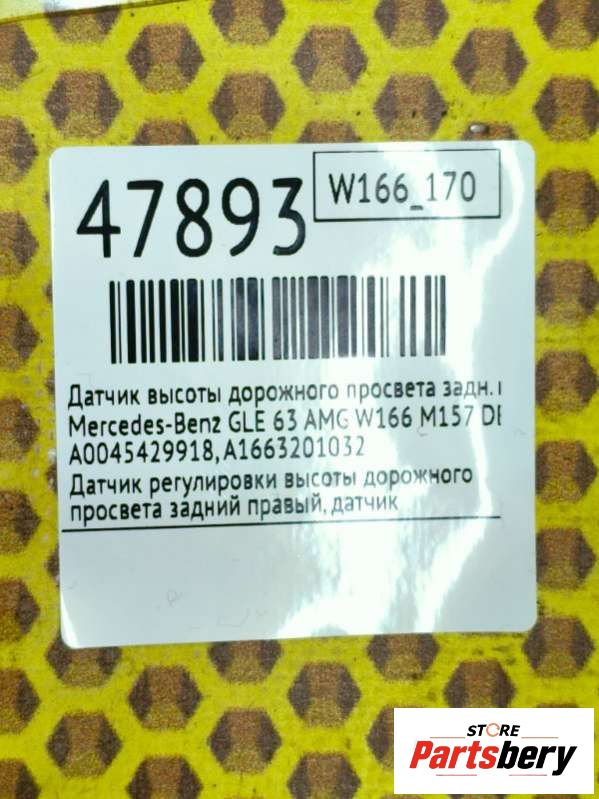 47893
W166_170
Датчик высоты дорожного просвета задн.
Mercedes-Benz GLE 63 AMG W166 M157 DE
A0045429918, A1663201032
Датчик регулировки высоты дорожного
просвета задний правый, датчик
STORE
Partsbery